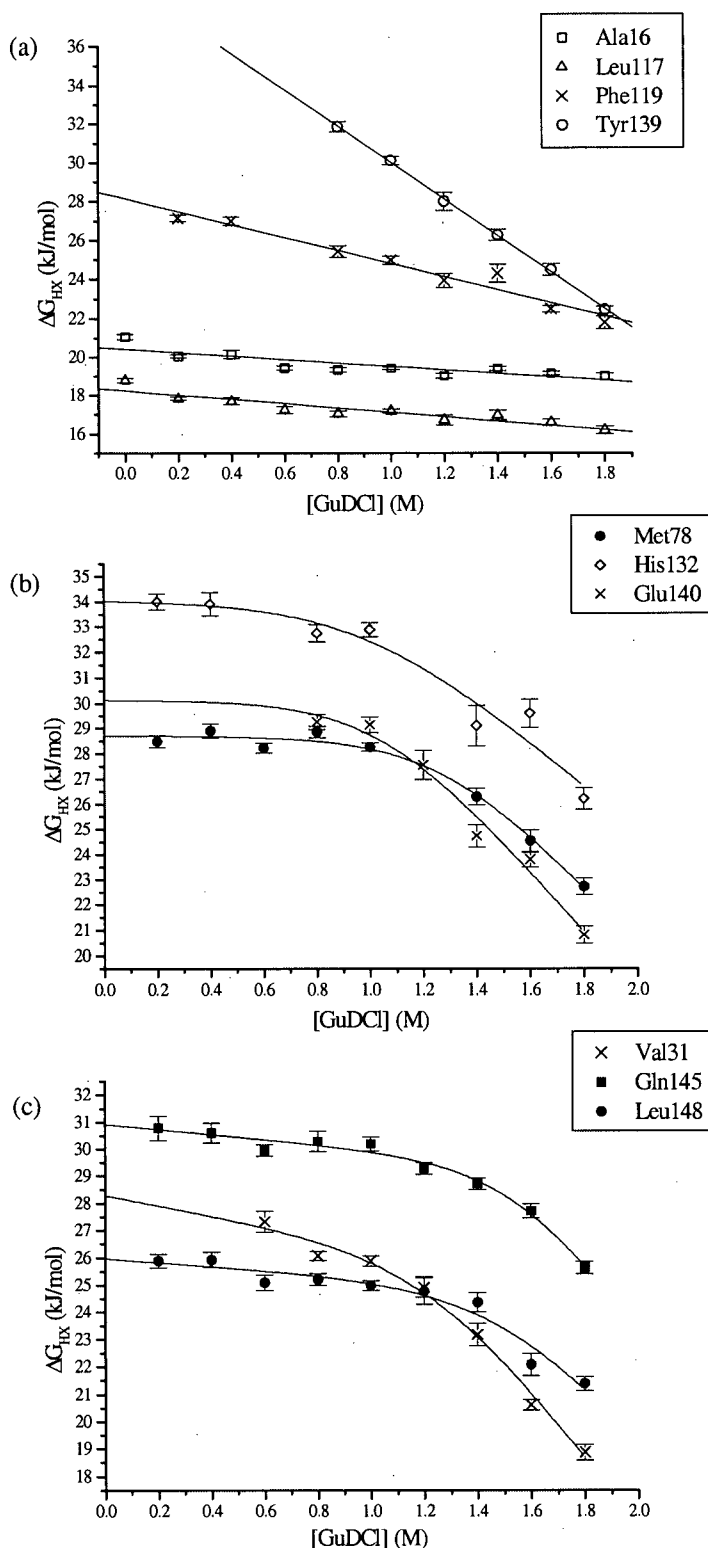 (a)
Ala16
Leu117
Phe119
Tyr139
36
34
32
30
28
26
24
22
20
18
16
ΔG_HX (kJ/mol)
0.0 0.2 0.4 0.6 0.8 1.0 1.2 1.4 1.6 1.8
[GuDCl] (M)
(b)
Met78
His132
Glu140
35
34
33
32
31
30
29
28
27
26
25
24
23
22
21
20
ΔG_HX (kJ/mol)
0.0 0.2 0.4 0.6 0.8 1.0 1.2 1.4 1.6 1.8 2.0
[GuDCl] (M)
(c)
Val31
Gln145
Leu148
31
30
29
28
27
26
25
24
23
22
21
20
19
18
ΔG_HX (kJ/mol)
0.0 0.2 0.4 0.6 0.8 1.0 1.2 1.4 1.6 1.8 2.0
[GuDCl] (M)